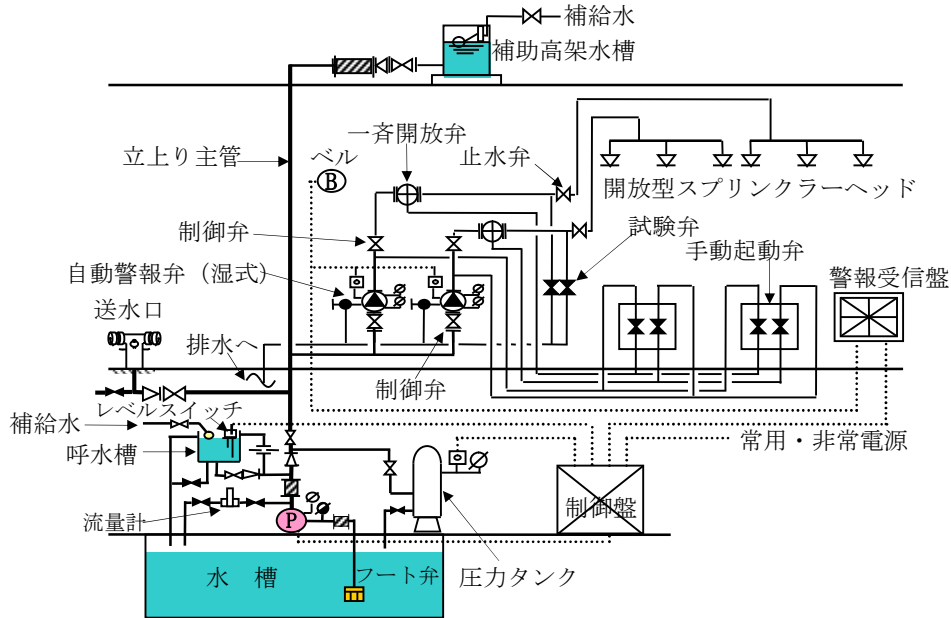 補給水
補助高架水槽
一斉開放弁
立上り主管
ベル
止水弁
B
開放型スプリンクラーヘッド
制御弁
試験弁
手動起動弁
自動警報弁（湿式）
警報受信盤
送水口
排水へ
制御弁
レベルスイッチ
補給水
常用・非常電源
呼水槽
制御盤
流量計
P
水 槽
フート弁
圧力タンク